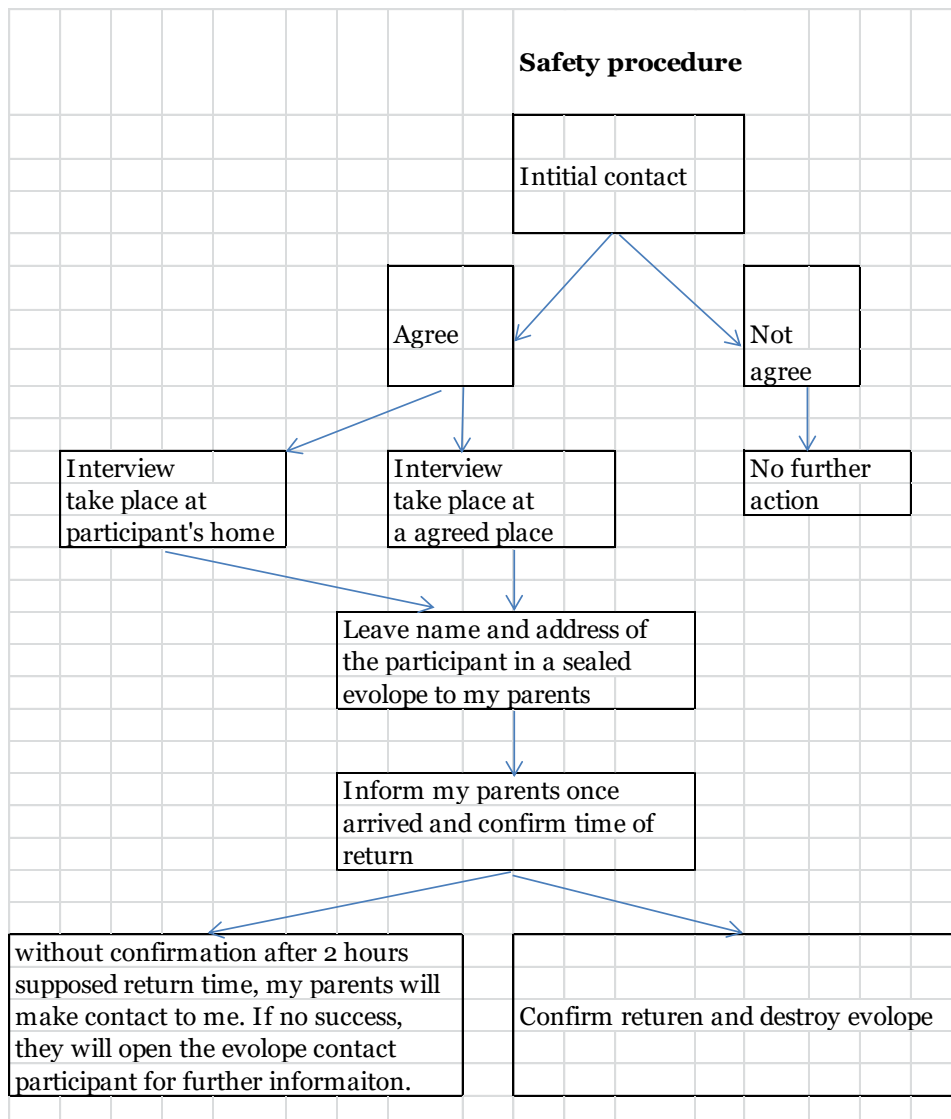 Safety procedure
Intitial contact
Agree
Not
agree
Interview
take place at
participant's home
Interview
take place at
a agreed place
No further
action
Leave name and address of
the participant in a sealed
evolope to my parents
Inform my parents once
arrived and confirm time of
return
without confirmation after 2 hours
supposed return time, my parents will
make contact to me. If no success,
they will open the evolope contact
participant for further informaiton.
Confirm returen and destroy evolope